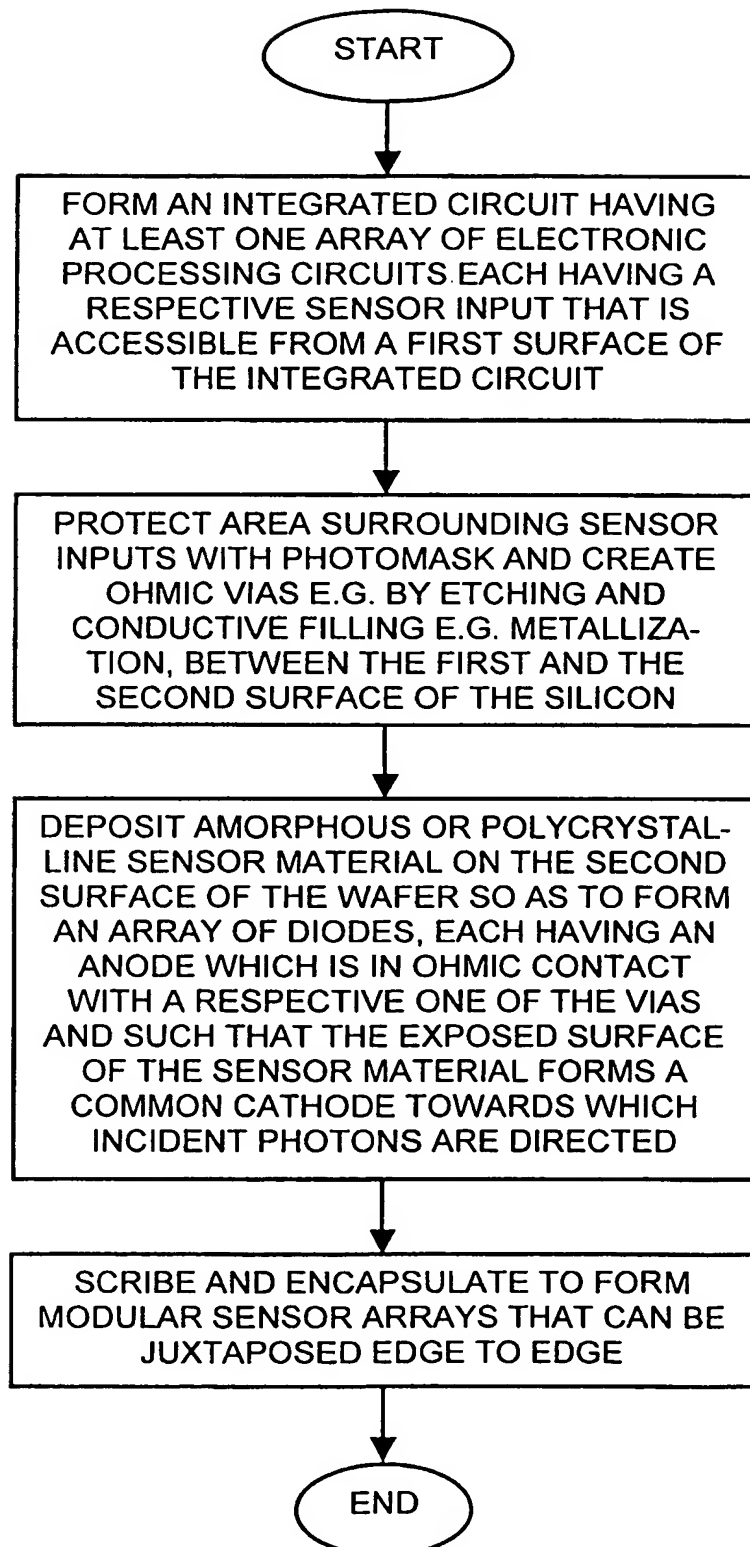 START
FORM AN INTEGRATED CIRCUIT HAVING
AT LEAST ONE ARRAY OF ELECTRONIC
PROCESSING CIRCUITS EACH HAVING A
RESPECTIVE SENSOR INPUT THAT IS
ACCESSIBLE FROM A FIRST SURFACE OF
THE INTEGRATED CIRCUIT
PROTECT AREA SURROUNDING SENSOR
INPUTS WITH PHOTOMASK AND CREATE
OHMIC VIAS E.G. BY ETCHING AND
CONDUCTIVE FILLING E.G. METALLIZA-
TION, BETWEEN THE FIRST AND THE
SECOND SURFACE OF THE SILICON
DEPOSIT AMORPHOUS OR POLYCRYSTAL-
LINE SENSOR MATERIAL ON THE SECOND
SURFACE OF THE WAFER SO AS TO FORM
AN ARRAY OF DIODES, EACH HAVING AN
ANODE WHICH IS IN OHMIC CONTACT
WITH A RESPECTIVE ONE OF THE VIAS
AND SUCH THAT THE EXPOSED SURFACE
OF THE SENSOR MATERIAL FORMS A
COMMON CATHODE TOWARDS WHICH
INCIDENT PHOTONS ARE DIRECTED
SCRIBE AND ENCAPSULATE TO FORM
MODULAR SENSOR ARRAYS THAT CAN BE
JUXTAPOSED EDGE TO EDGE
END